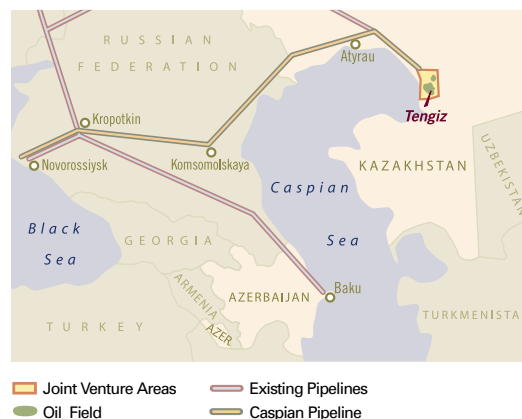 RUSSIAN
FEDERATION
Atyrau
Tengiz
Kropotkin
Novorossiysk
Komsomolskaya
KAZAKHSTAN
UZBEKISTAN
Caspian
Sea
Black
Sea
GEORGIA
ARMENIA
AZERBAIJAN
AZER.
Baku
TURKEY
TURKMENISTA
Joint Venture Areas
Existing Pipelines
Oil Field
Caspian Pipeline